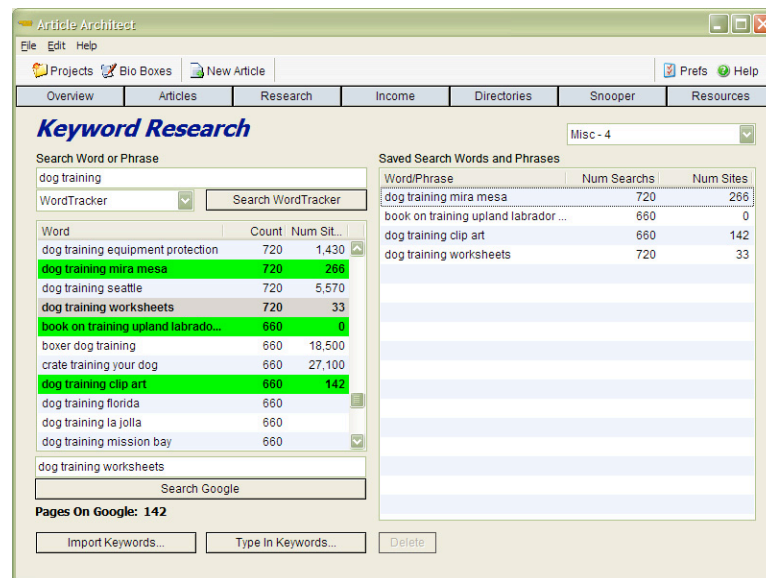 Article Architect
File Edit Help
Projects Bio Boxes New Article Prefs Help
Overview Articles Research Income Directories Snooper Resources
Keyword Research
Misc - 4
Search Word or Phrase
dog training
WordTracker Search WordTracker
Word Count Num Sit...
dog training equipment protection 720 1,430
dog training mira mesa 720 266
dog training seattle 720 5,570
dog training worksheets 720 33
book on training upland labrado... 660 0
boxer dog training 660 18,500
crate training your dog 660 27,100
dog training clip art 660 142
dog training florida 660
dog training la jolla 660
dog training mission bay 660
dog training worksheets
Search Google
Pages On Google: 142
Import Keywords... Type In Keywords...
Saved Search Words and Phrases
Word/Phrase Num Searchs Num Sites
dog training mira mesa 720 266
book on training upland labrador ... 660 0
dog training clip art 660 142
dog training worksheets 720 33
Delete